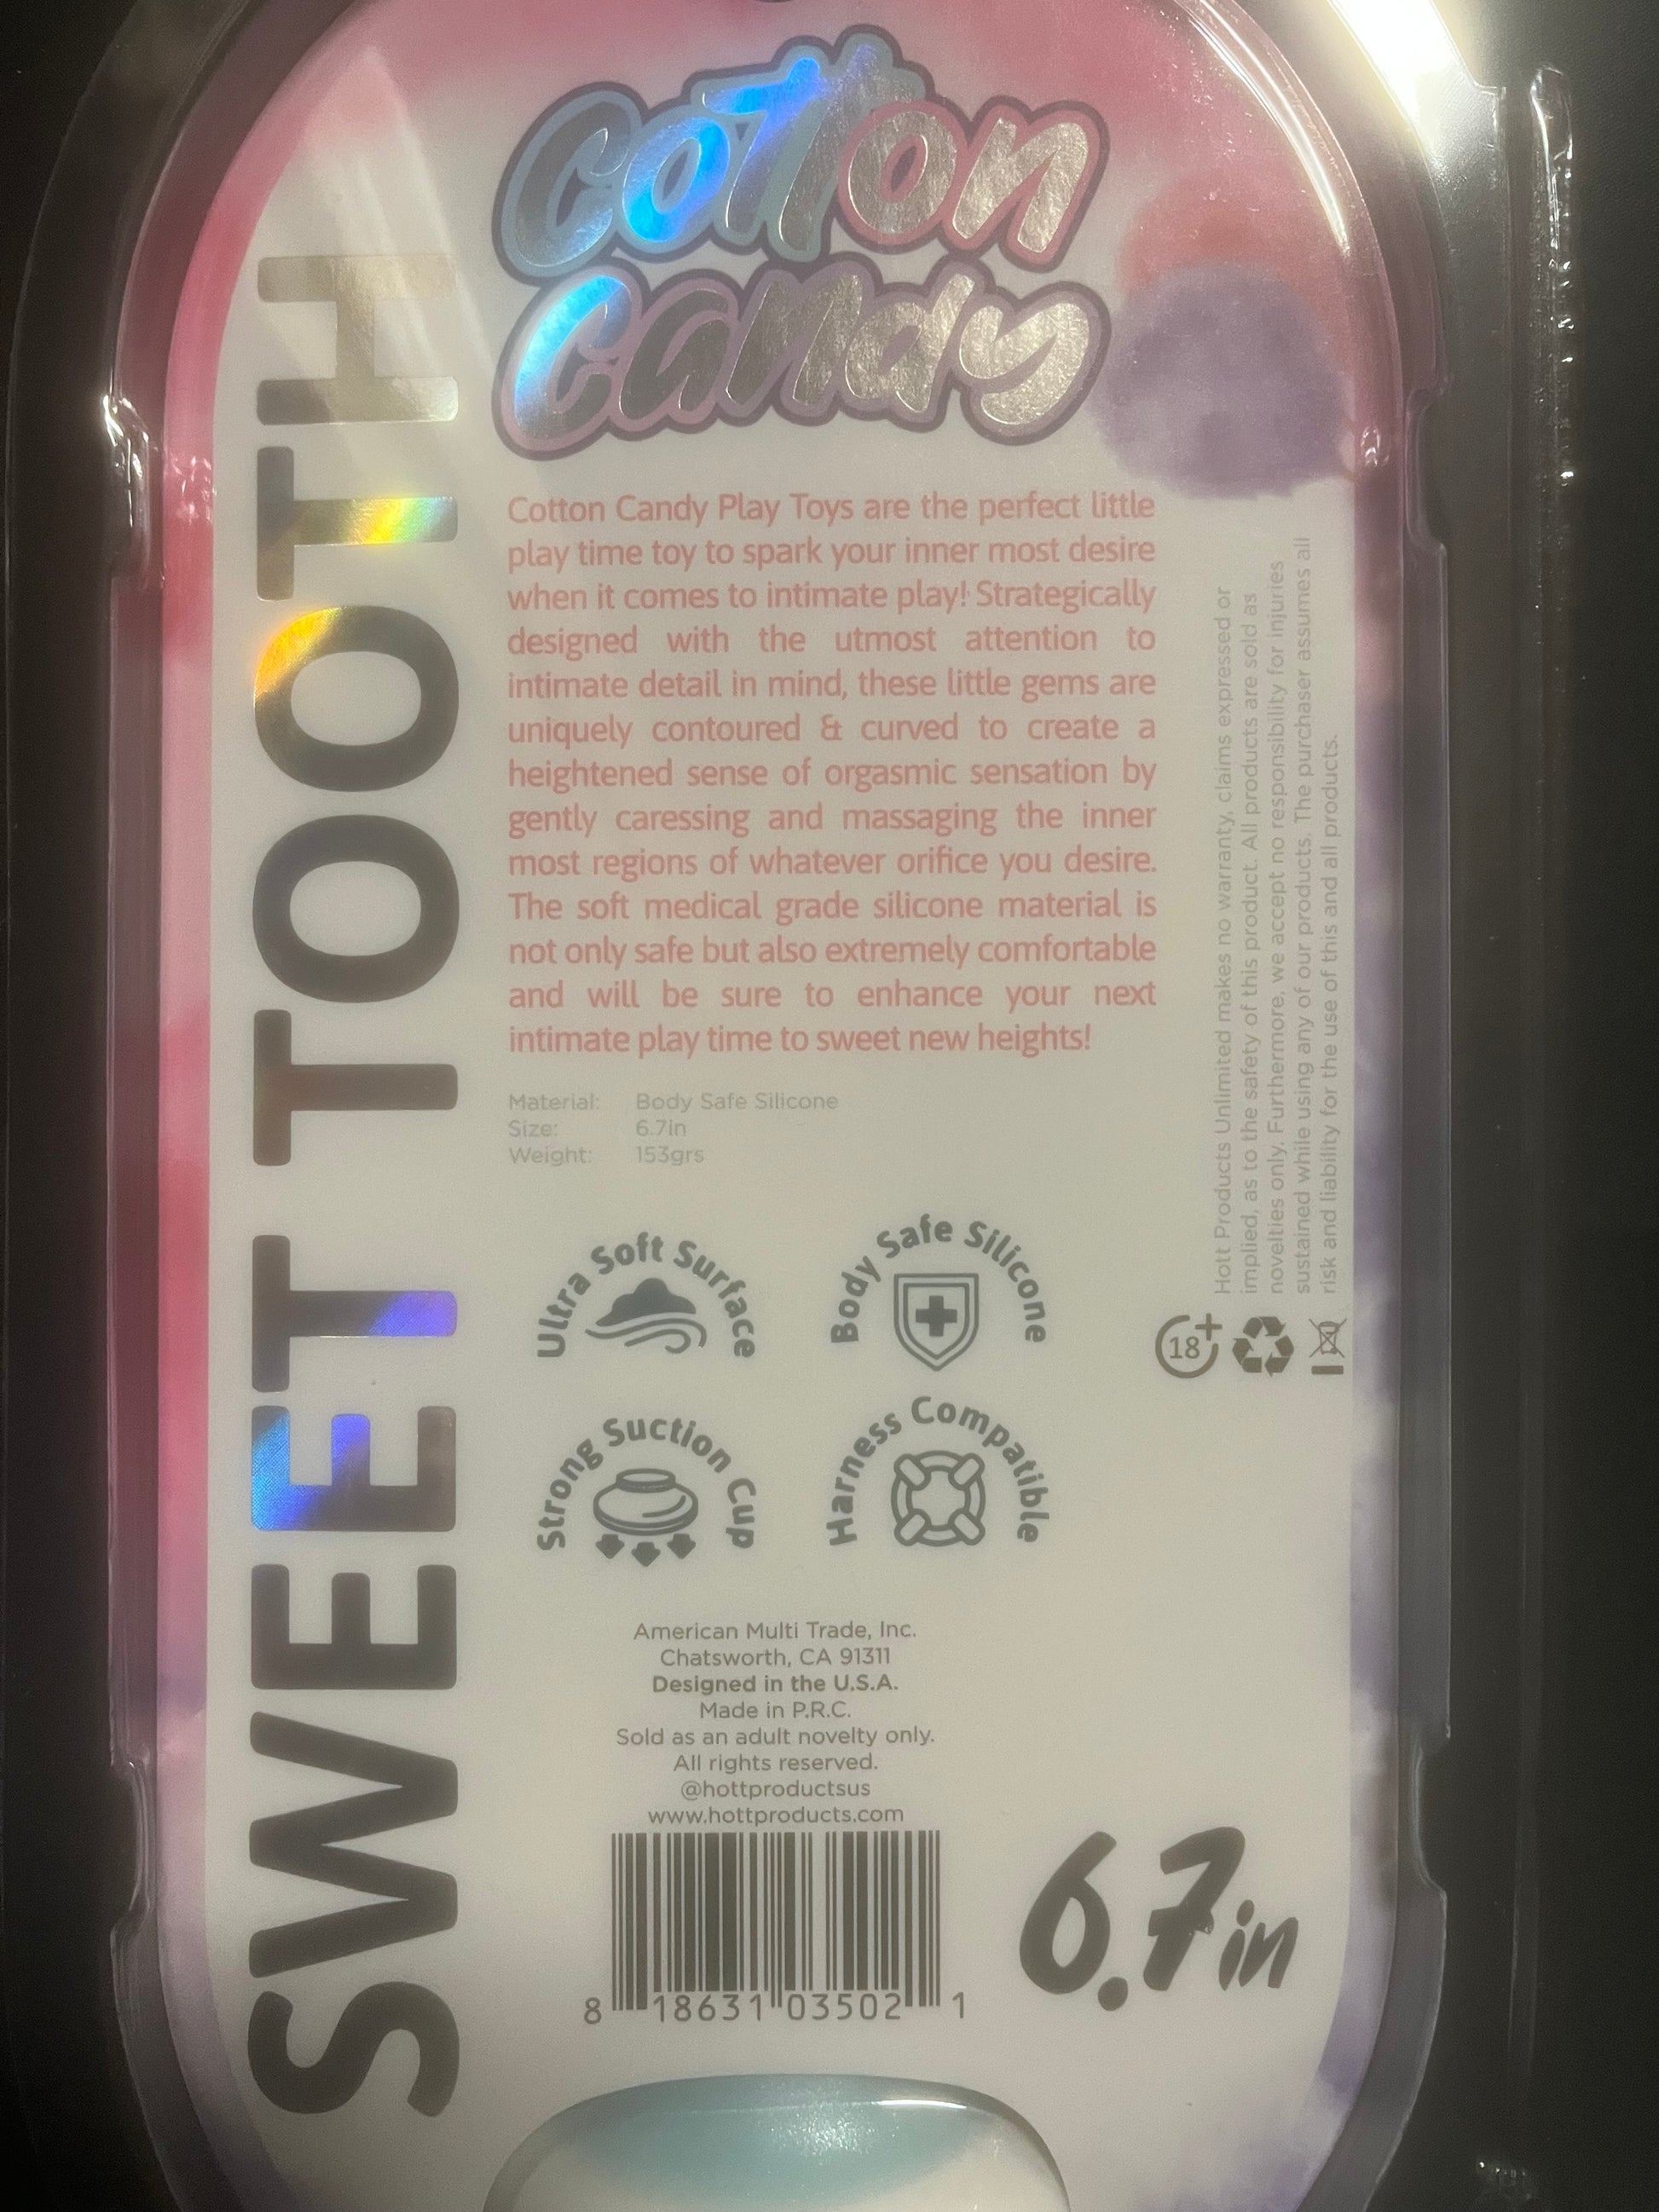 Cotton
Candy
SWEET TOOTH
Cotton Candy Play Toys are the perfect little
play time toy to spark your inner most desire
when it comes to intimate play! Strategically
designed with the utmost attention to
intimate detail in mind, these little gems are
uniquely contoured & curved to create a
heightened sense of orgasmic sensation by
gently caressing and massaging the inner
most regions of whatever orifice you desire.
The soft medical grade silicone material is
not only safe but also extremely comfortable
and will be sure to enhance your next
intimate play time to sweet new heights!
Material: Body Safe Silicone
Size: 6.7in
Weight: 153grs
Hott Products Unlimited makes no warranty, claims expressed or
implied, as to the safety of this product. All products are sold as
novelties only. Furthermore, we accept no responsibility for injuries
sustained while using any of our products. The purchaser assumes all
risk and liability for the use of this and all products.
18+
Ultra Soft Surface
Body Safe Silicone
Strong Suction Cup
Harness Compatible
American Multi Trade, Inc.
Chatsworth, CA 91311
Designed in the U.S.A.
Made in P.R.C.
Sold as an adult novelty only.
All rights reserved.
@hottproductsus
www.hottproducts.com
8 18631 03502 1
6.7in